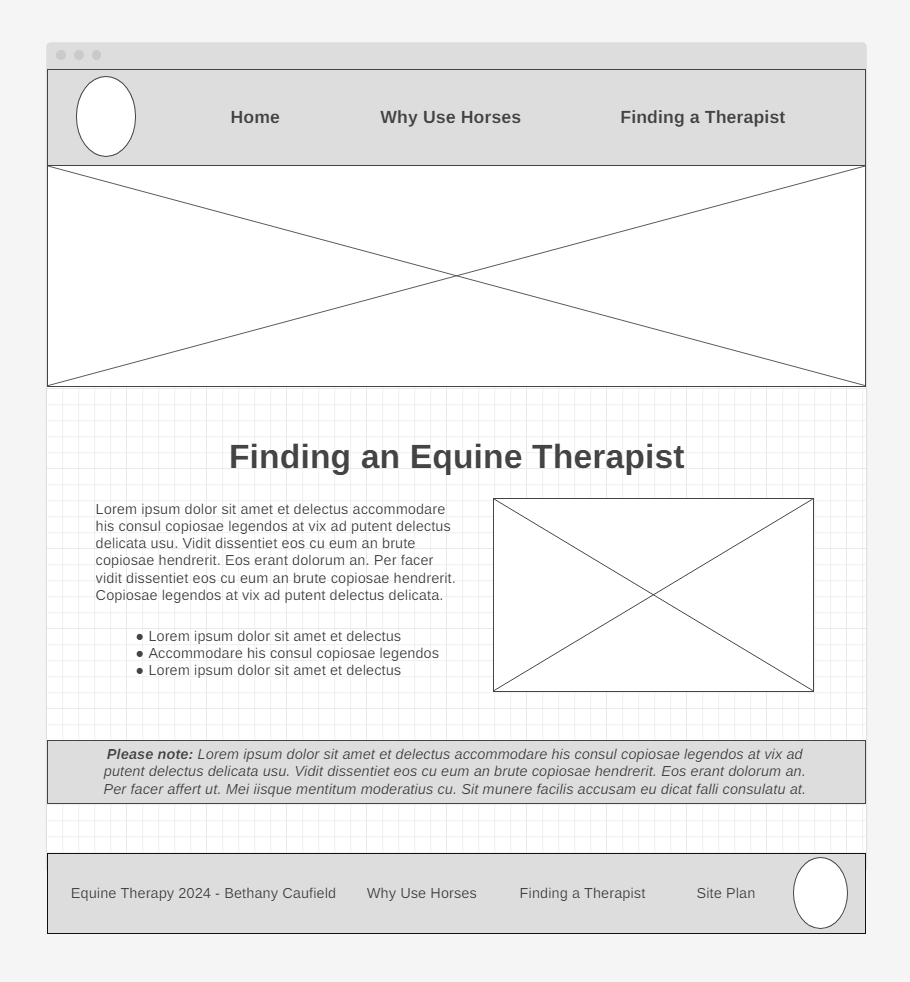 Home Why Use Horses Finding a Therapist
Finding an Equine Therapist
Lorem ipsum dolor sit amet et delectus accommodare
his consul copiosae legendos at vix ad putent delectus
delicata usu. Vidit dissentiet eos cu eum an brute
copiosae hendrerit. Eos erant dolorum an. Per facer
vidit dissentiet eos cu eum an brute copiosae hendrerit.
Copiosae legendos at vix ad putent delectus delicata.
● Lorem ipsum dolor sit amet et delectus
● Accommodare his consul copiosae legendos
● Lorem ipsum dolor sit amet et delectus
Please note: Lorem ipsum dolor sit amet et delectus accommodare his consul copiosae legendos at vix ad
putent delectus delicata usu. Vidit dissentiet eos cu eum an brute copiosae hendrerit. Eos erant dolorum an.
Per facer affert ut. Mei iisque mentitum moderatius cu. Sit munere facilis accusam eu dicat falli consulatu at.
Equine Therapy 2024 - Bethany Caufield Why Use Horses Finding a Therapist Site Plan